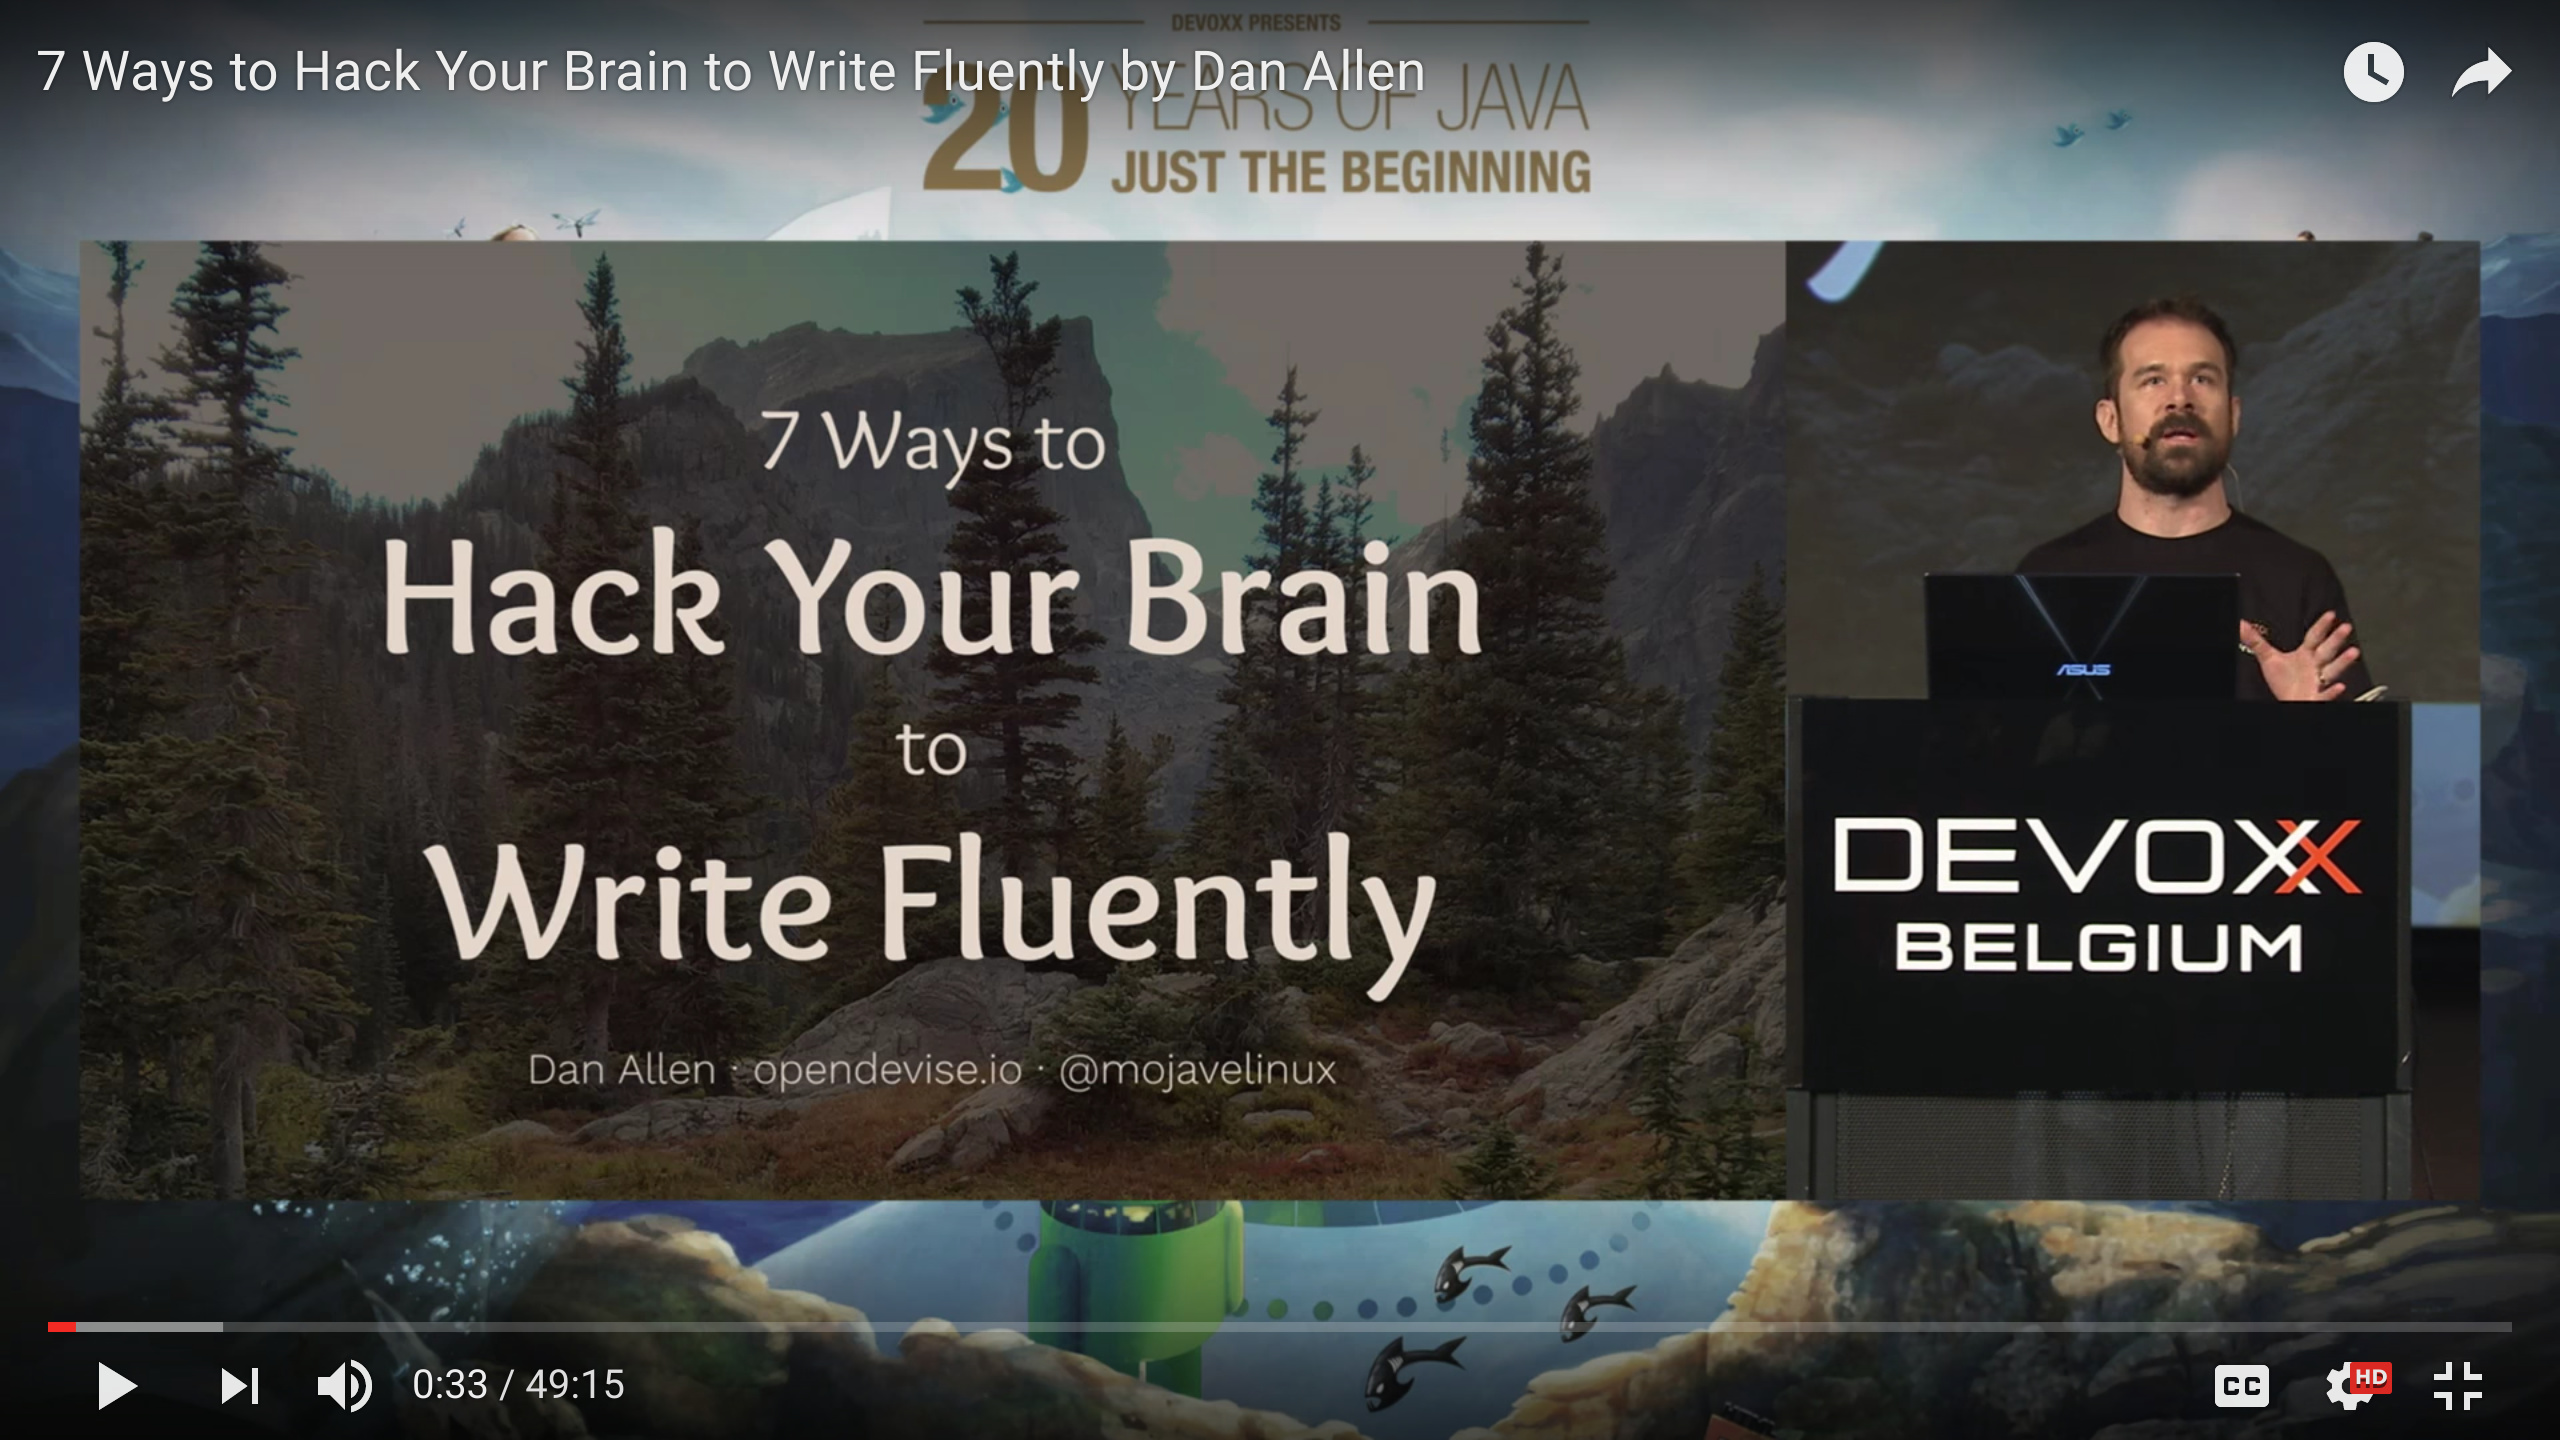 DEVOXX PRESENTS
7 Ways to Hack Your Brain to Write Fluently by Dan Allen
20 YEARS OF JAVA
JUST THE BEGINNING
7 Ways to
Hack Your Brain
to
Write Fluently
Dan Allen · opendevise.io · @mojavelinux
ASUS
DEVOXX
BELGIUM
0:33 / 49:15
CC
HD